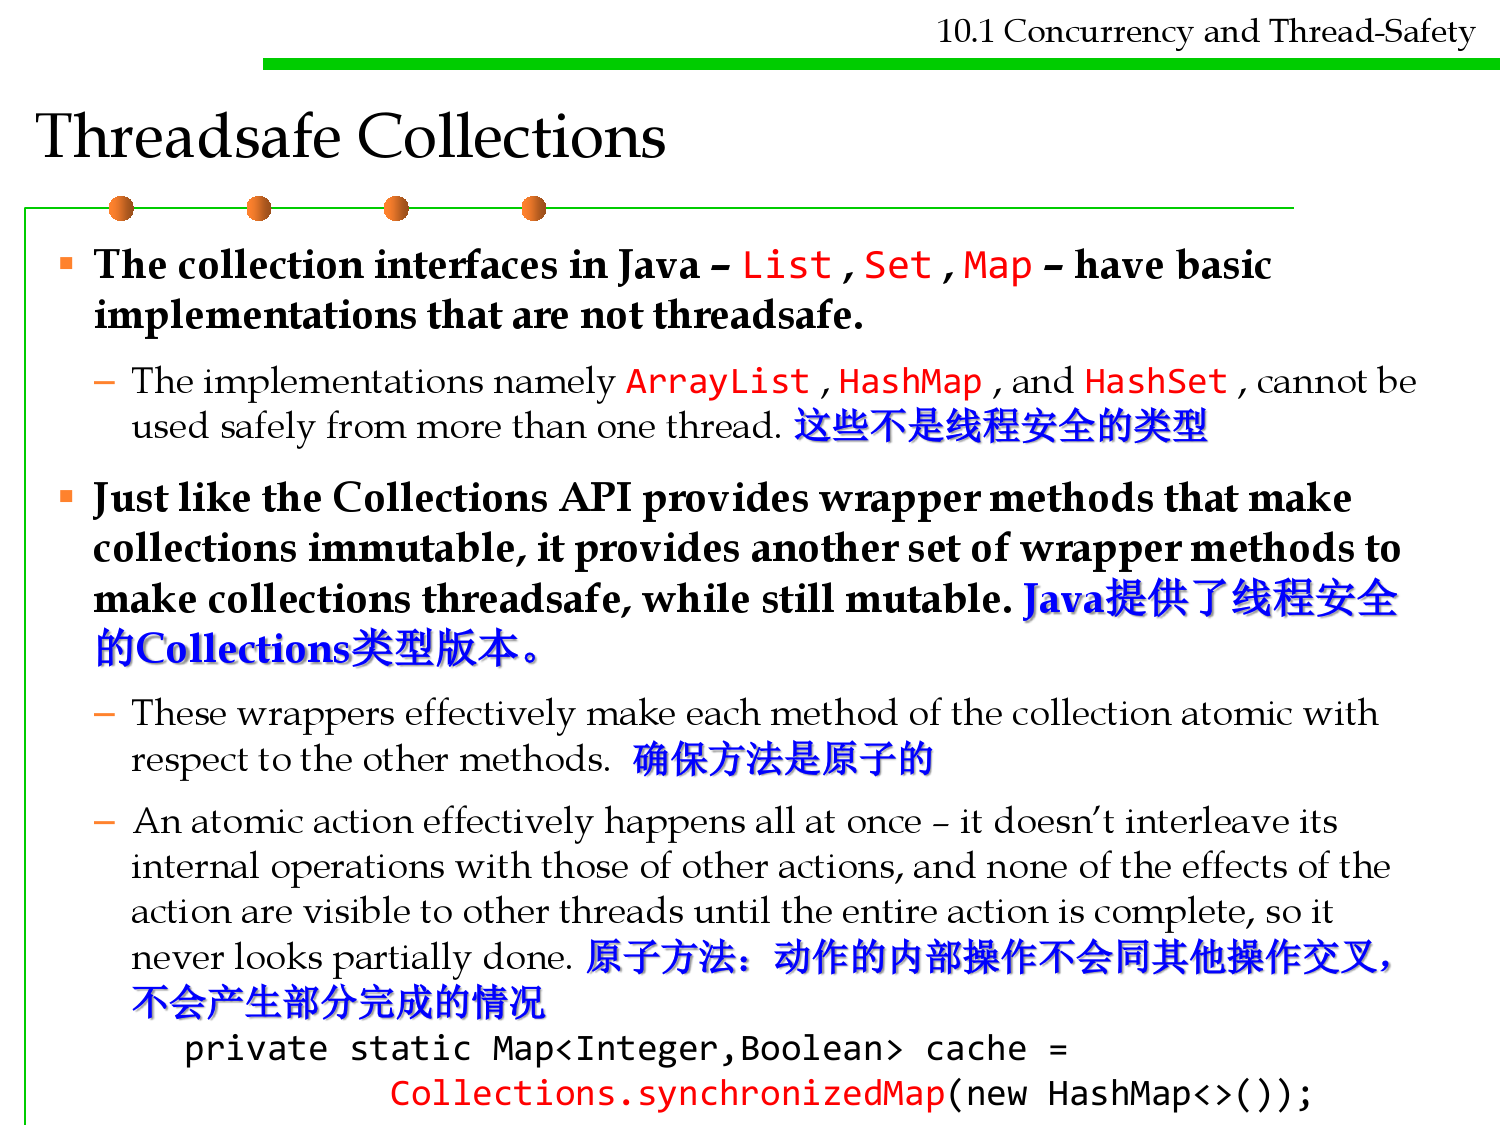 10.1 Concurrency and Thread-Safety
Threadsafe Collections
▪ The collection interfaces in Java – List , Set , Map – have basic
implementations that are not threadsafe.
– The implementations namely ArrayList , HashMap , and HashSet , cannot be
used safely from more than one thread. 这些不是线程安全的类型
▪ Just like the Collections API provides wrapper methods that make
collections immutable, it provides another set of wrapper methods to
make collections threadsafe, while still mutable. Java提供了线程安全
的Collections类型版本。
– These wrappers effectively make each method of the collection atomic with
respect to the other methods. 确保方法是原子的
– An atomic action effectively happens all at once – it doesn’t interleave its
internal operations with those of other actions, and none of the effects of the
action are visible to other threads until the entire action is complete, so it
never looks partially done. 原子方法：动作的内部操作不会同其他操作交叉，
不会产生部分完成的情况
private static Map<Integer,Boolean> cache =
Collections.synchronizedMap(new HashMap<>());